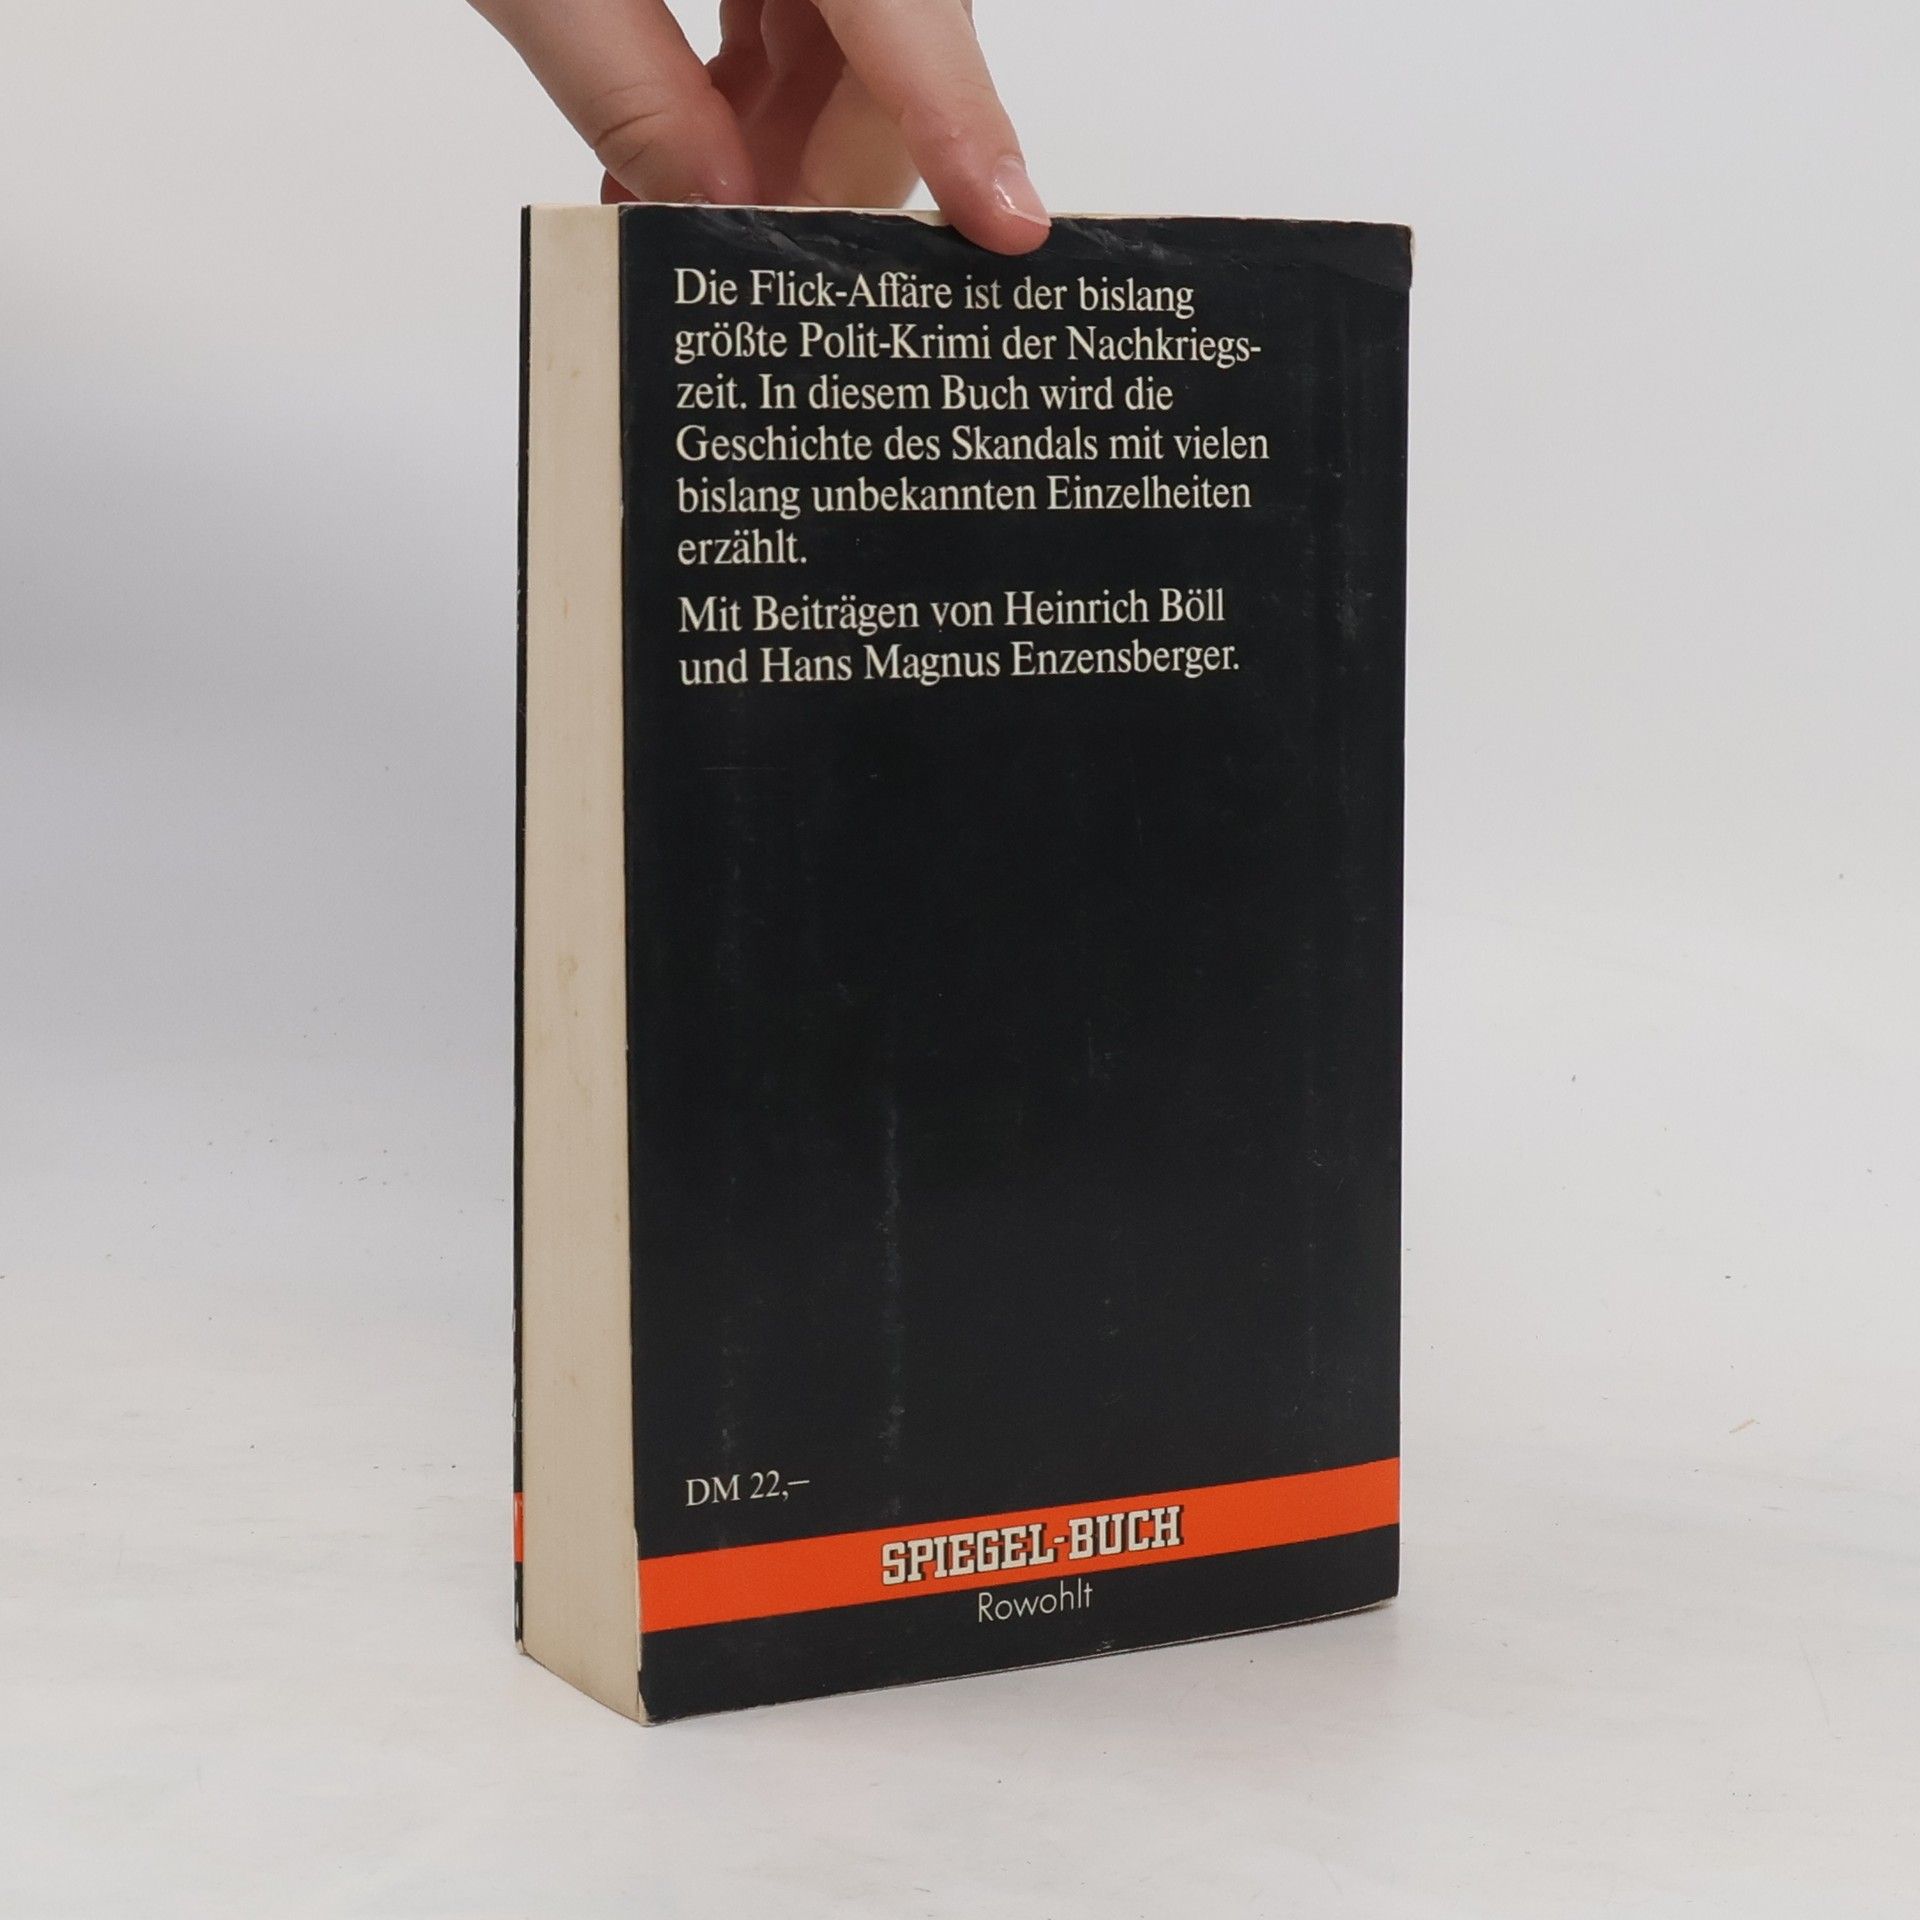 Die Flick-Affäre ist der bislang
größte Polit-Krimi der Nachkriegs-
zeit. In diesem Buch wird die
Geschichte des Skandals mit vielen
bislang unbekannten Einzelheiten
erzählt.
Mit Beiträgen von Heinrich Böll
und Hans Magnus Enzensberger.
DM 22,–
SPIEGEL-BUCH
Rowohlt